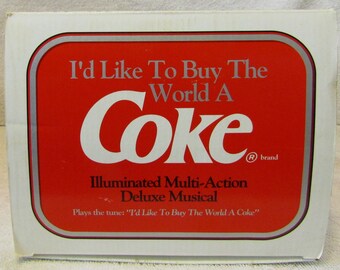 I'd Like To Buy The
World A
Coke ® brand
Illuminated Multi-Action
Deluxe Musical
Plays the tune: "I'd Like To Buy The World A Coke"